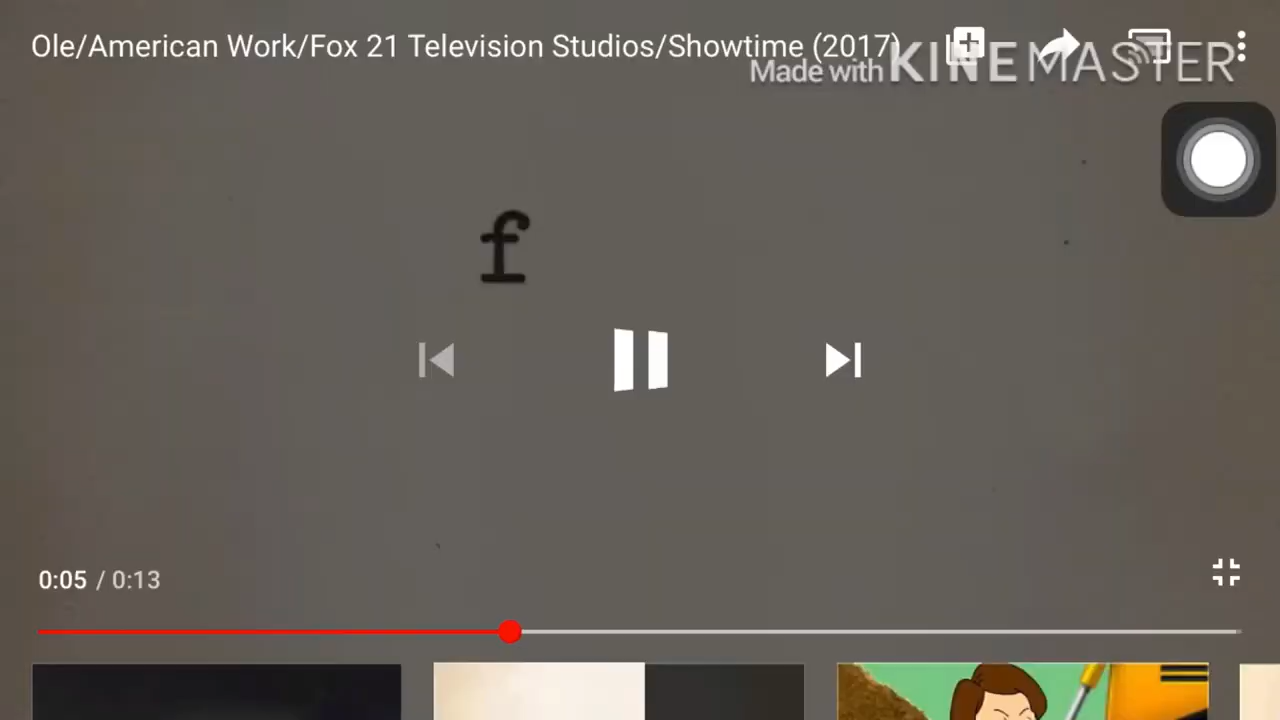 Ole/American Work/Fox 21 Television Studios/Showtime (2017)
Made with KINEMASTER
f
0:05 / 0:13